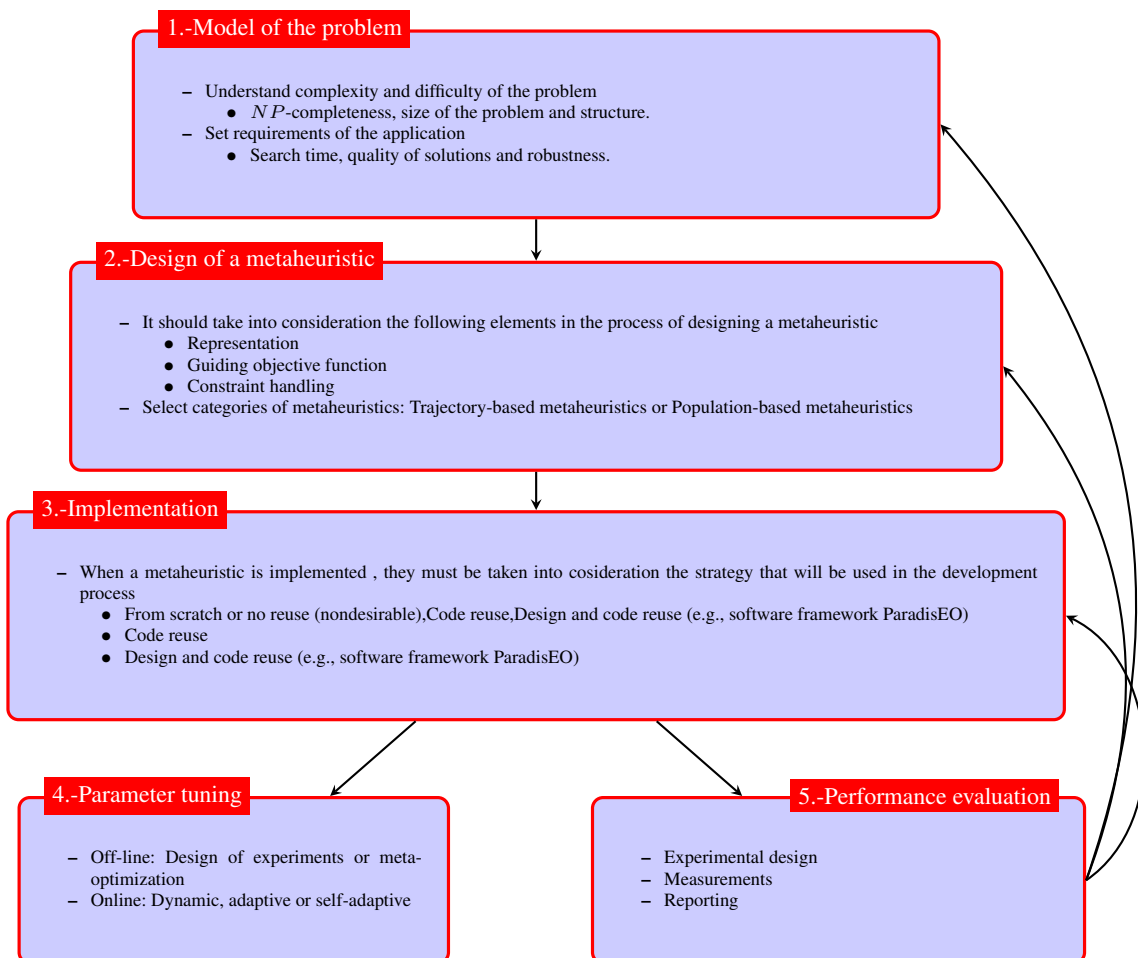 1.-Model of the problem
– Understand complexity and difficulty of the problem
• NP-completeness, size of the problem and structure.
– Set requirements of the application
• Search time, quality of solutions and robustness.
2.-Design of a metaheuristic
– It should take into consideration the following elements in the process of designing a metaheuristic
• Representation
• Guiding objective function
• Constraint handling
– Select categories of metaheuristics: Trajectory-based metaheuristics or Population-based metaheuristics
3.-Implementation
– When a metaheuristic is implemented , they must be taken into cosideration the strategy that will be used in the development
process
• From scratch or no reuse (nondesirable),Code reuse,Design and code reuse (e.g., software framework ParadisEO)
• Code reuse
• Design and code reuse (e.g., software framework ParadisEO)
4.-Parameter tuning
– Off-line: Design of experiments or meta-
optimization
– Online: Dynamic, adaptive or self-adaptive
5.-Performance evaluation
– Experimental design
– Measurements
– Reporting